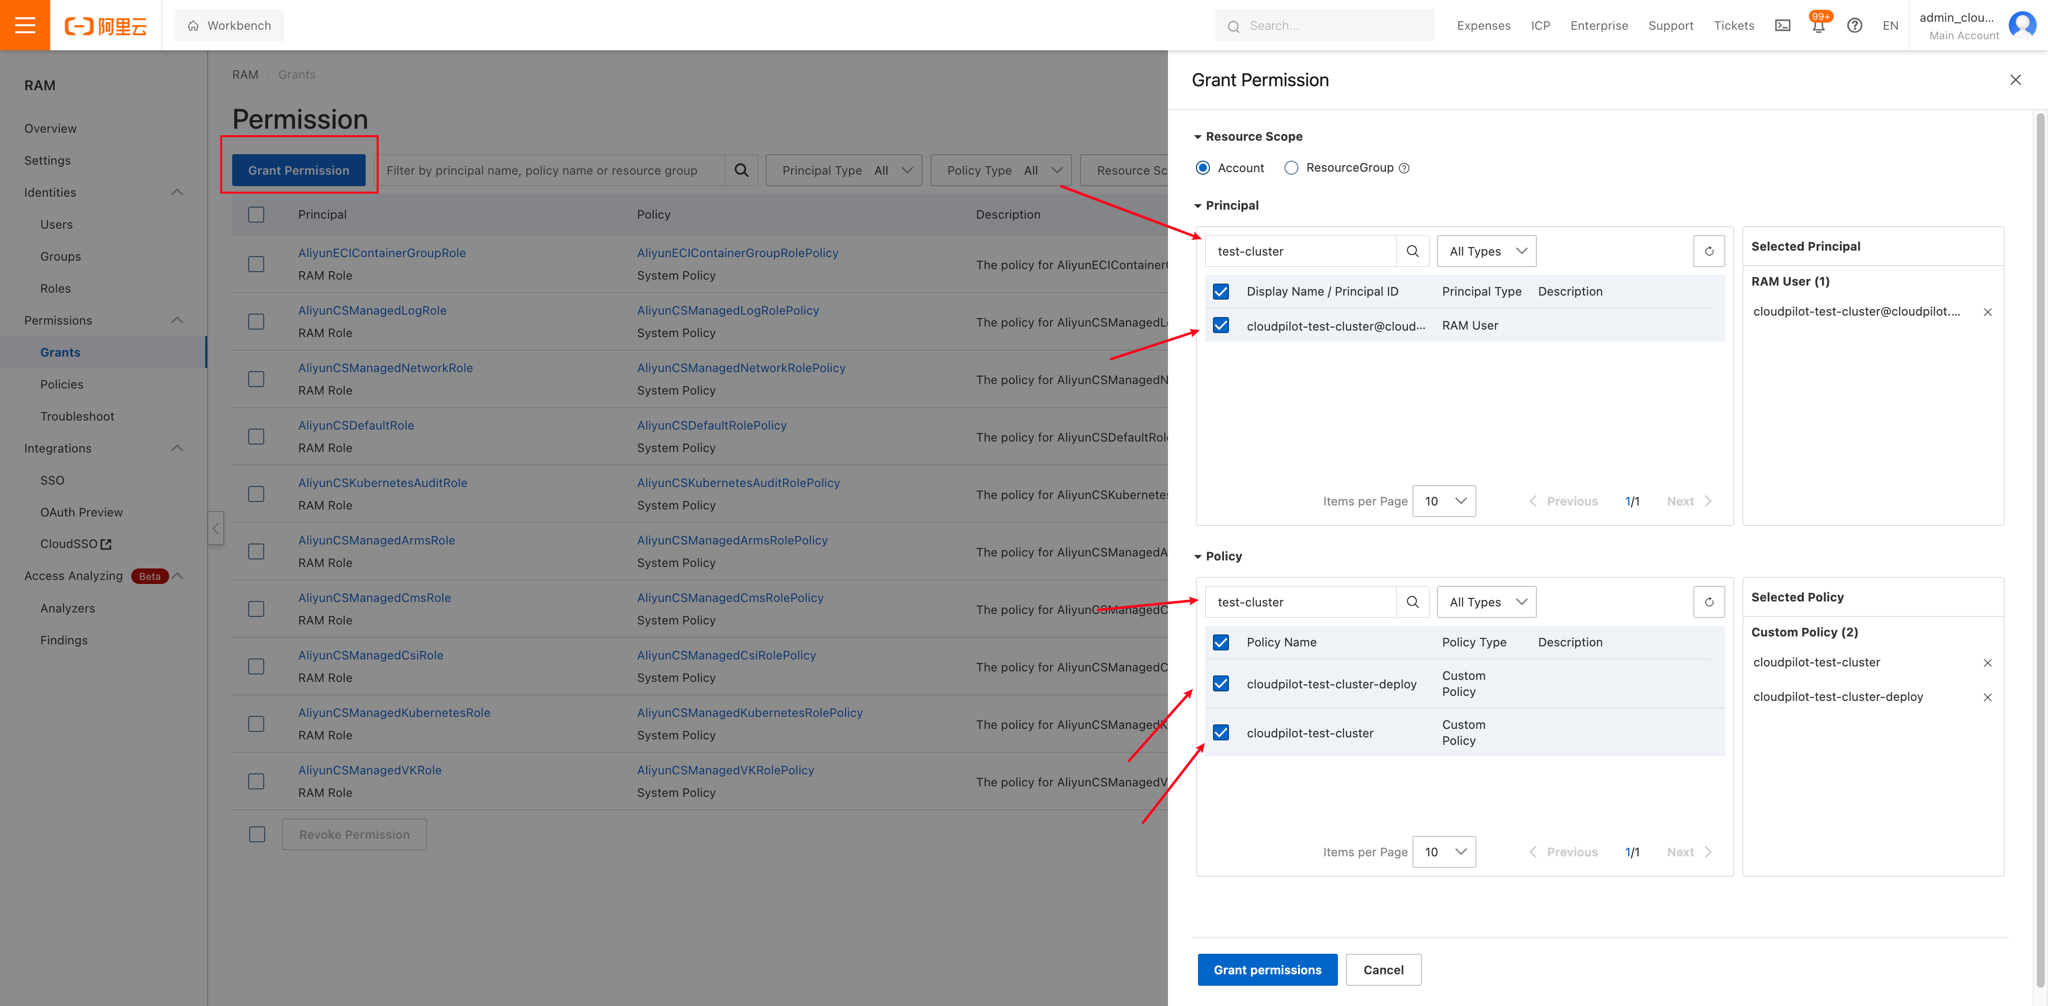 阿里云
Workbench
Search...
Expenses
ICP
Enterprise
Support
Tickets
99+
EN
admin_clou...
Main Account
RAM
Overview
Settings
Identities
Users
Groups
Roles
Permissions
Grants
Policies
Troubleshoot
Integrations
SSO
OAuth Preview
CloudSSO
Access Analyzing Beta
Analyzers
Findings
RAM / Grants
Permission
Grant Permission
Filter by principal name, policy name or resource group
Principal Type All
Policy Type All
Resource Sc
Principal Policy Description
AliyunECIContainerGroupRole AliyunECIContainerGroupRolePolicy
The policy for AliyunECIContainerG
RAM Role System Policy
AliyunCSManagedLogRole AliyunCSManagedLogRolePolicy
The policy for AliyunCSManagedL
RAM Role System Policy
AliyunCSManagedNetworkRole AliyunCSManagedNetworkRolePolicy
The policy for AliyunCSManagedN
RAM Role System Policy
AliyunCSDefaultRole AliyunCSDefaultRolePolicy
The policy for AliyunCSDefaultRol
RAM Role System Policy
AliyunCSKubernetesAuditRole AliyunCSKubernetesAuditRolePolicy
The policy for AliyunCSKubernetes
RAM Role System Policy
AliyunCSManagedArmsRole AliyunCSManagedArmsRolePolicy
The policy for AliyunCSManagedA
RAM Role System Policy
AliyunCSManagedCmsRole AliyunCSManagedCmsRolePolicy
The policy for AliyunCSManagedC
RAM Role System Policy
AliyunCSManagedCsiRole AliyunCSManagedCsiRolePolicy
The policy for AliyunCSManagedC
RAM Role System Policy
AliyunCSManagedKubernetesRole AliyunCSManagedKubernetesRolePolicy
The policy for AliyunCSManagedK
RAM Role System Policy
AliyunCSManagedVKRole AliyunCSManagedVKRolePolicy
The policy for AliyunCSManagedV
RAM Role System Policy
Revoke Permission
Grant Permission
Resource Scope
Account ResourceGroup
Principal
test-cluster
All Types
Display Name / Principal ID Principal Type Description
cloudpilot-test-cluster@cloud... RAM User
Items per Page 10 Previous 1/1 Next
Selected Principal
RAM User (1)
cloudpilot-test-cluster@cloudpilot....
Policy
test-cluster
All Types
Policy Name Policy Type Description
cloudpilot-test-cluster-deploy Custom
Policy
cloudpilot-test-cluster Custom
Policy
Items per Page 10 Previous 1/1 Next
Selected Policy
Custom Policy (2)
cloudpilot-test-cluster
cloudpilot-test-cluster-deploy
Grant permissions
Cancel